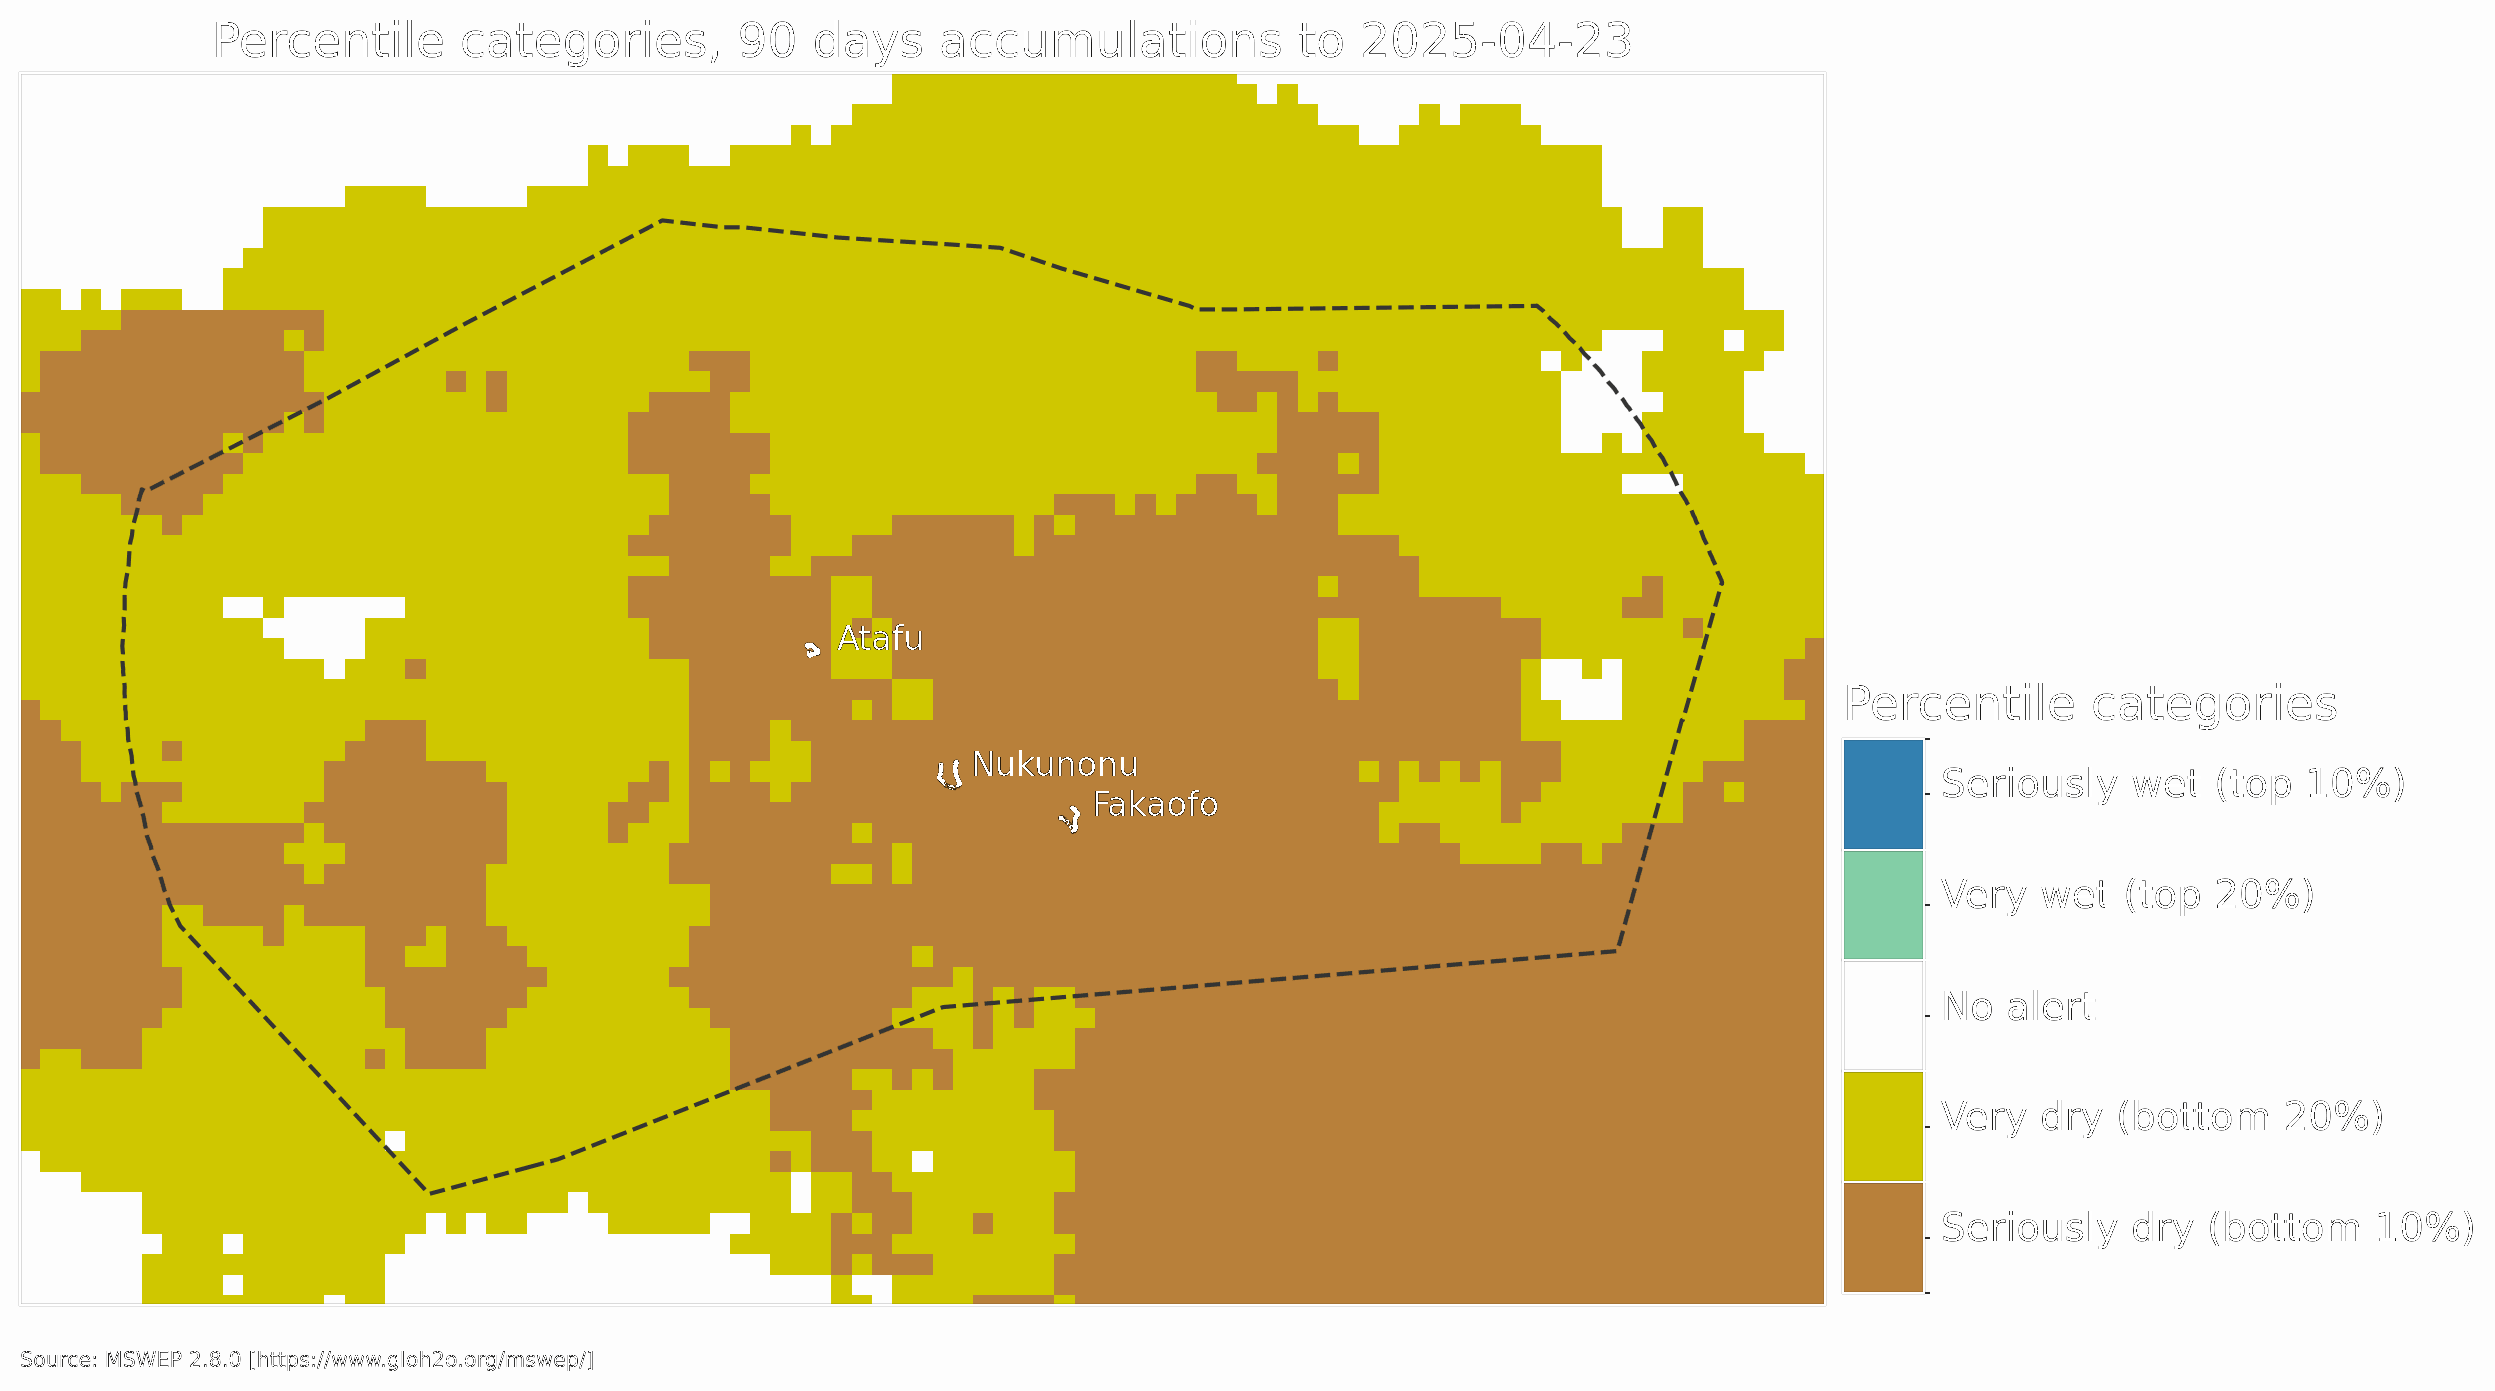 Percentile categories, 90 days accumulations to 2025-04-23
Atafu
Nukunonu
Fakaofo
Percentile categories
Seriously wet (top 10%)
Very wet (top 20%)
No alert
Very dry (bottom 20%)
Seriously dry (bottom 10%)
Source: MSWEP 2.8.0 [https://www.gloh2o.org/mswep/]